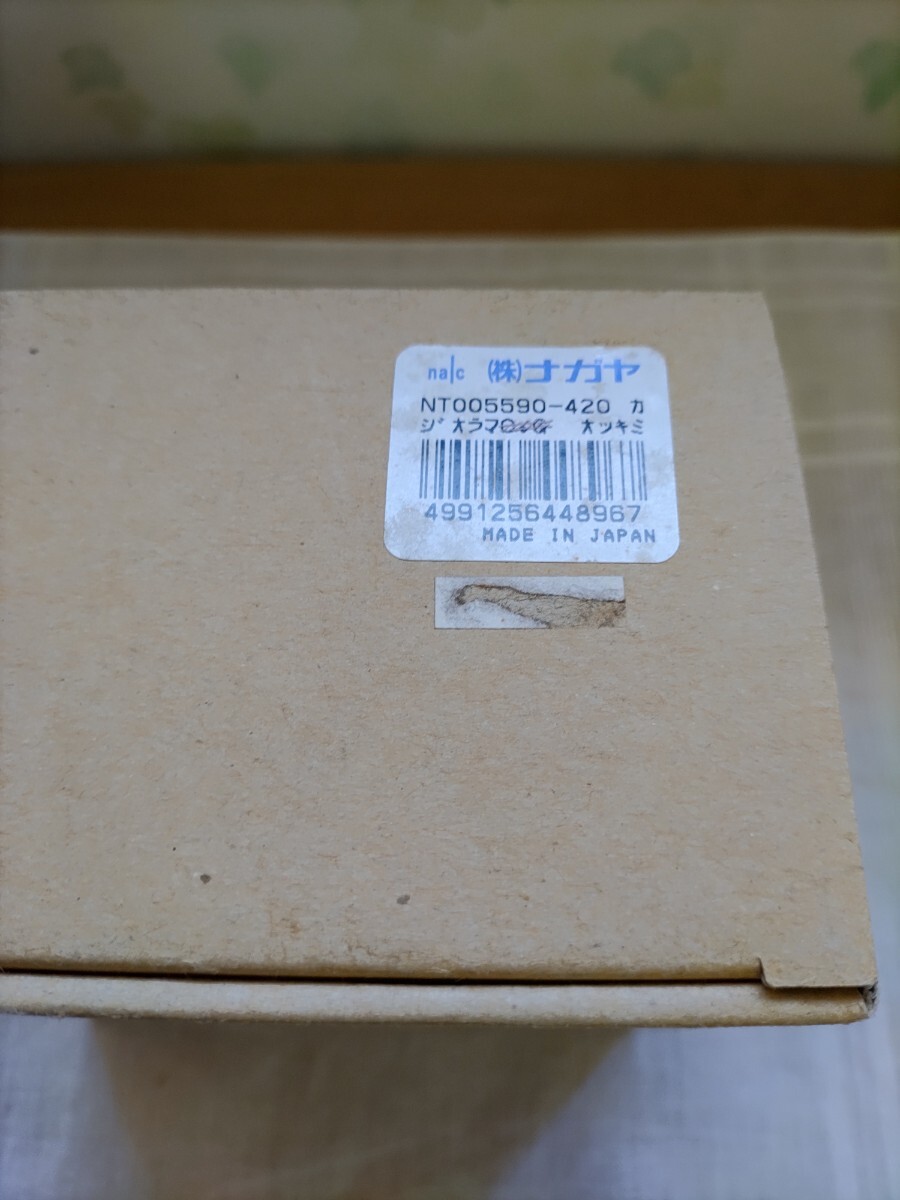 na|c (株)ナガヤ
NT005590-420 カ
ジオラマ オッキミ
4991256448967
MADE IN JAPAN